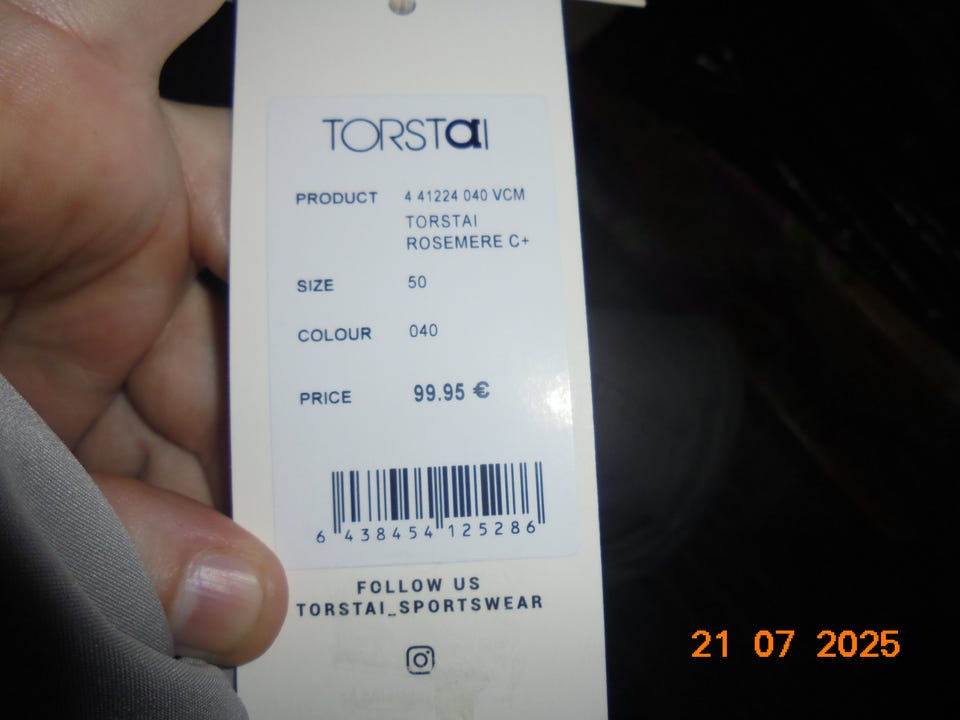 TORSTAI
PRODUCT 4 41224 040 VCM
TORSTAI
ROSEMERE C+
SIZE 50
COLOUR 040
PRICE 99.95 €
6 438454 125286
FOLLOW US
TORSTAI_SPORTSWEAR
21 07 2025